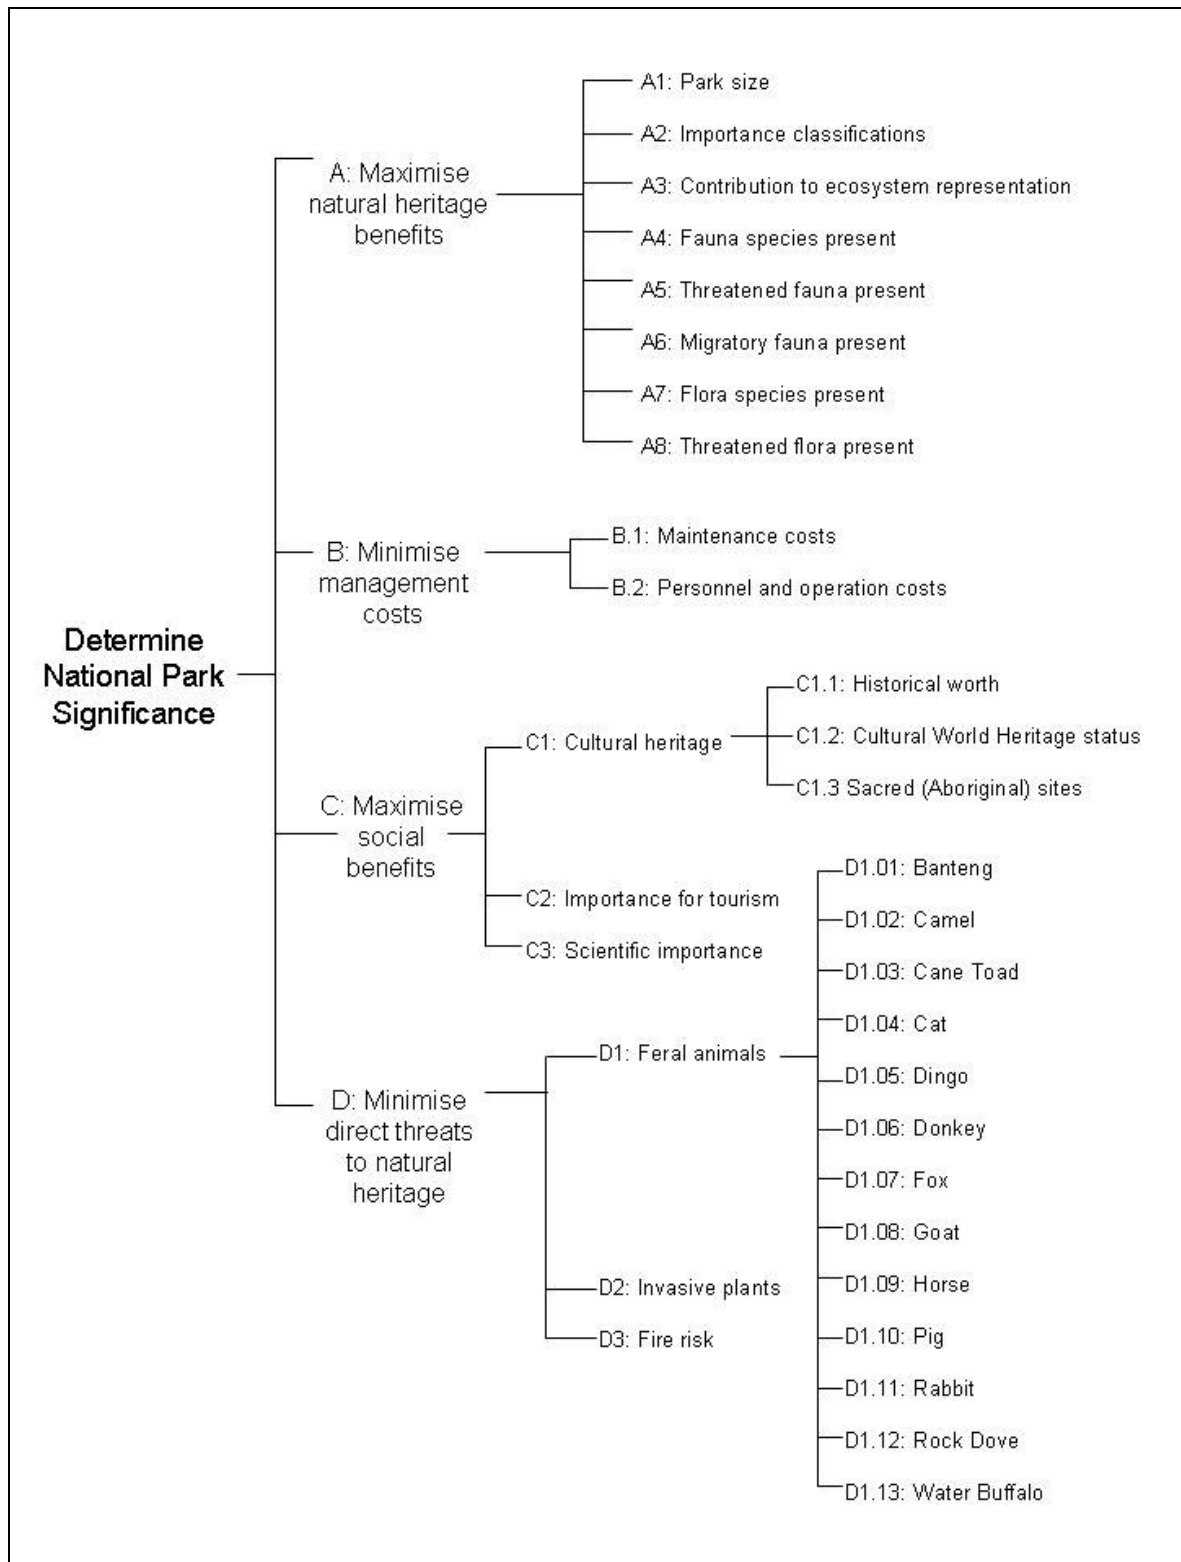 Determine
National Park
Significance
A: Maximise
natural heritage
benefits
A1: Park size
A2: Importance classifications
A3: Contribution to ecosystem representation
A4: Fauna species present
A5: Threatened fauna present
A6: Migratory fauna present
A7: Flora species present
A8: Threatened flora present
B: Minimise
management
costs
B.1: Maintenance costs
B.2: Personnel and operation costs
C: Maximise
social
benefits
C1: Cultural heritage
C1.1: Historical worth
C1.2: Cultural World Heritage status
C1.3 Sacred (Aboriginal) sites
C2: Importance for tourism
C3: Scientific importance
D: Minimise
direct threats
to natural
heritage
D1: Feral animals
D1.01: Banteng
D1.02: Camel
D1.03: Cane Toad
D1.04: Cat
D1.05: Dingo
D1.06: Donkey
D1.07: Fox
D1.08: Goat
D1.09: Horse
D1.10: Pig
D1.11: Rabbit
D1.12: Rock Dove
D1.13: Water Buffalo
D2: Invasive plants
D3: Fire risk